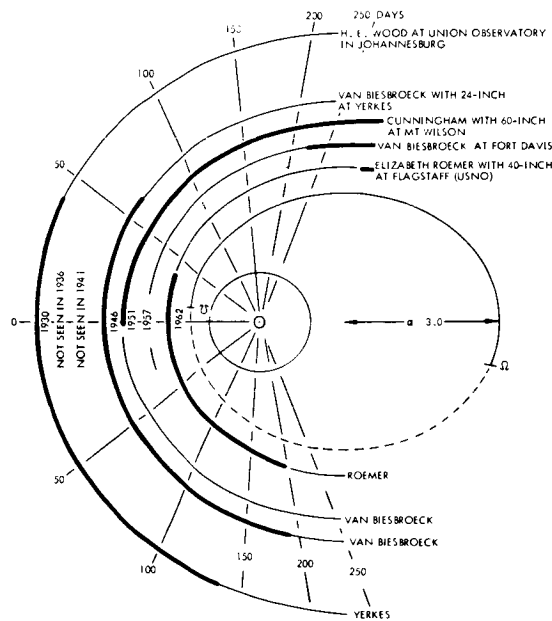 200 250 DAYS
150
H. E. WOOD AT UNION OBSERVATORY
IN JOHANNESBURG
100
VAN BIESBROECK WITH 24-INCH
AT YERKES
CUNNINGHAM WITH 60-INCH
AT MT WILSON
VAN BIESBROECK AT FORT DAVIS
ELIZABETH ROEMER WITH 40-INCH
AT FLAGSTAFF (USNO)
50
0
1930
NOT SEEN IN 1936
NOT SEEN IN 1941
1946
1951
1957
1962
☋
a 3.0
☊
50
ROEMER
VAN BIESBROECK
VAN BIESBROECK
100
150
200
250
YERKES